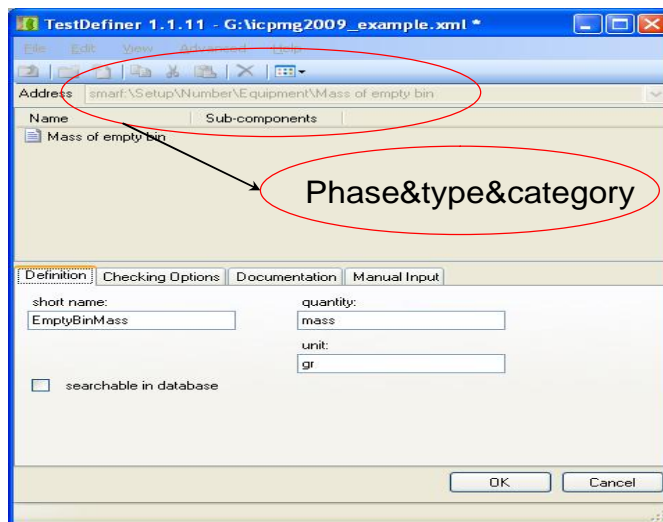 TestDefiner 1.1.11 - G:\icpmg2009_example.xml *
File Edit View Advanced Help
Address smarf:\Setup\Number\Equipment\Mass of empty bin
Name Sub-components
Mass of empty bin
Phase&type&category
Definition Checking Options Documentation Manual Input
short name: quantity:
EmptyBinMass mass
unit:
gr
searchable in database
OK Cancel